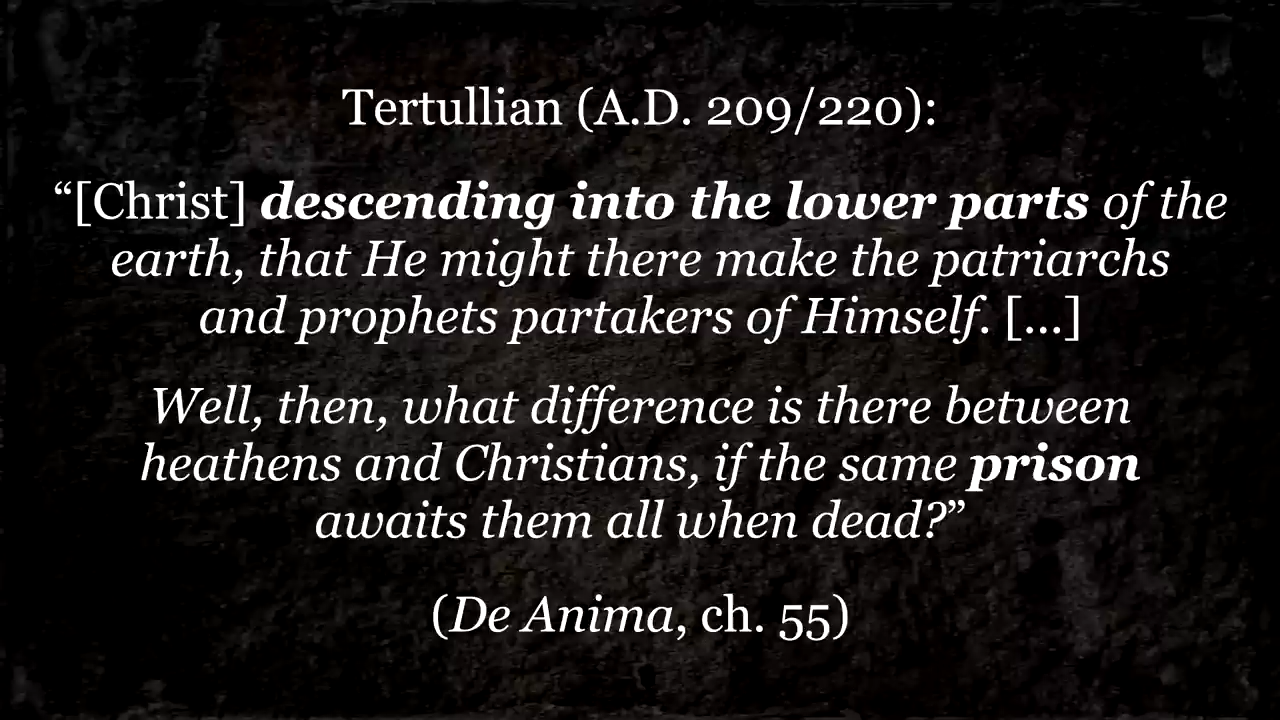 Tertullian (A.D. 209/220):
“[Christ] descending into the lower parts of the
earth, that He might there make the patriarchs
and prophets partakers of Himself. [...]
Well, then, what difference is there between
heathens and Christians, if the same prison
awaits them all when dead?”
(De Anima, ch. 55)